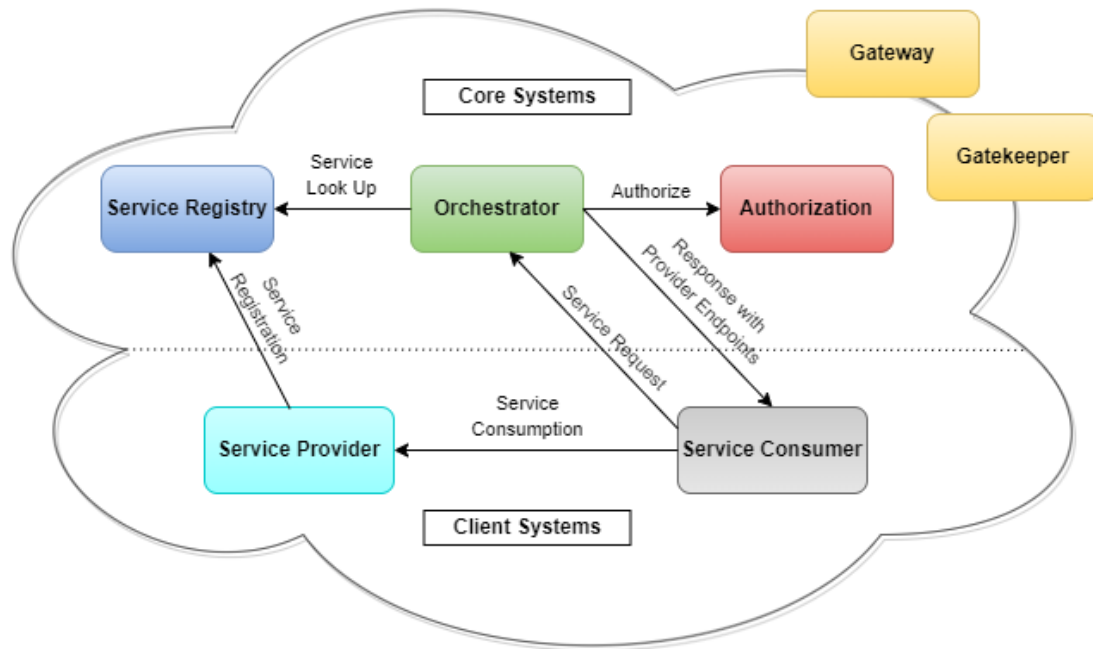 Gateway
Core Systems
Gatekeeper
Service
Look Up
Service Registry
Orchestrator
Authorize
Authorization
Service
Registration
Service Request
Response with
Provider Endpoints
Service Provider
Service
Consumption
Service Consumer
Client Systems